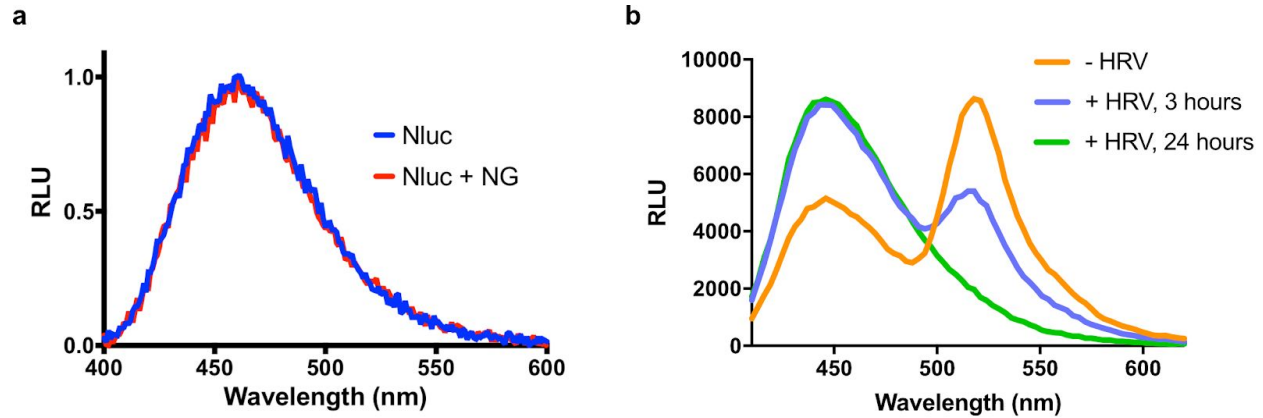 a
1.0
0.5
0.0
RLU
400 450 500 550 600
Wavelength (nm)
Nluc
Nluc + NG
b
10000
8000
6000
4000
2000
0
RLU
450 500 550 600
Wavelength (nm)
- HRV
+ HRV, 3 hours
+ HRV, 24 hours